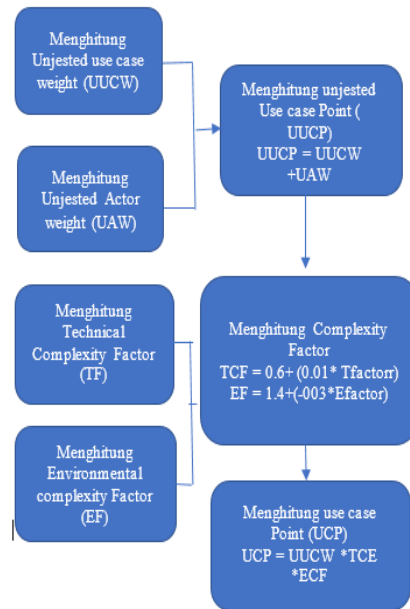 Menghitung
Unjested use case
weight (UUCW)
Menghitung
Unjested Actor
weight (UAW)
Menghitung unjested
Use case Point (
UUCP)
UUCP = UUCW
+UAW
Menghitung
Technical
Complexity Factor
(TF)
Menghitung
Environmental
complexity Factor
(EF)
Menghitung Complexity
Factor
TCF = 0.6+ (0.01* Tfactorr)
EF = 1.4+(-003*Efactor)
Menghitung use case
Point (UCP)
UCP = UUCW *TCE
*ECF